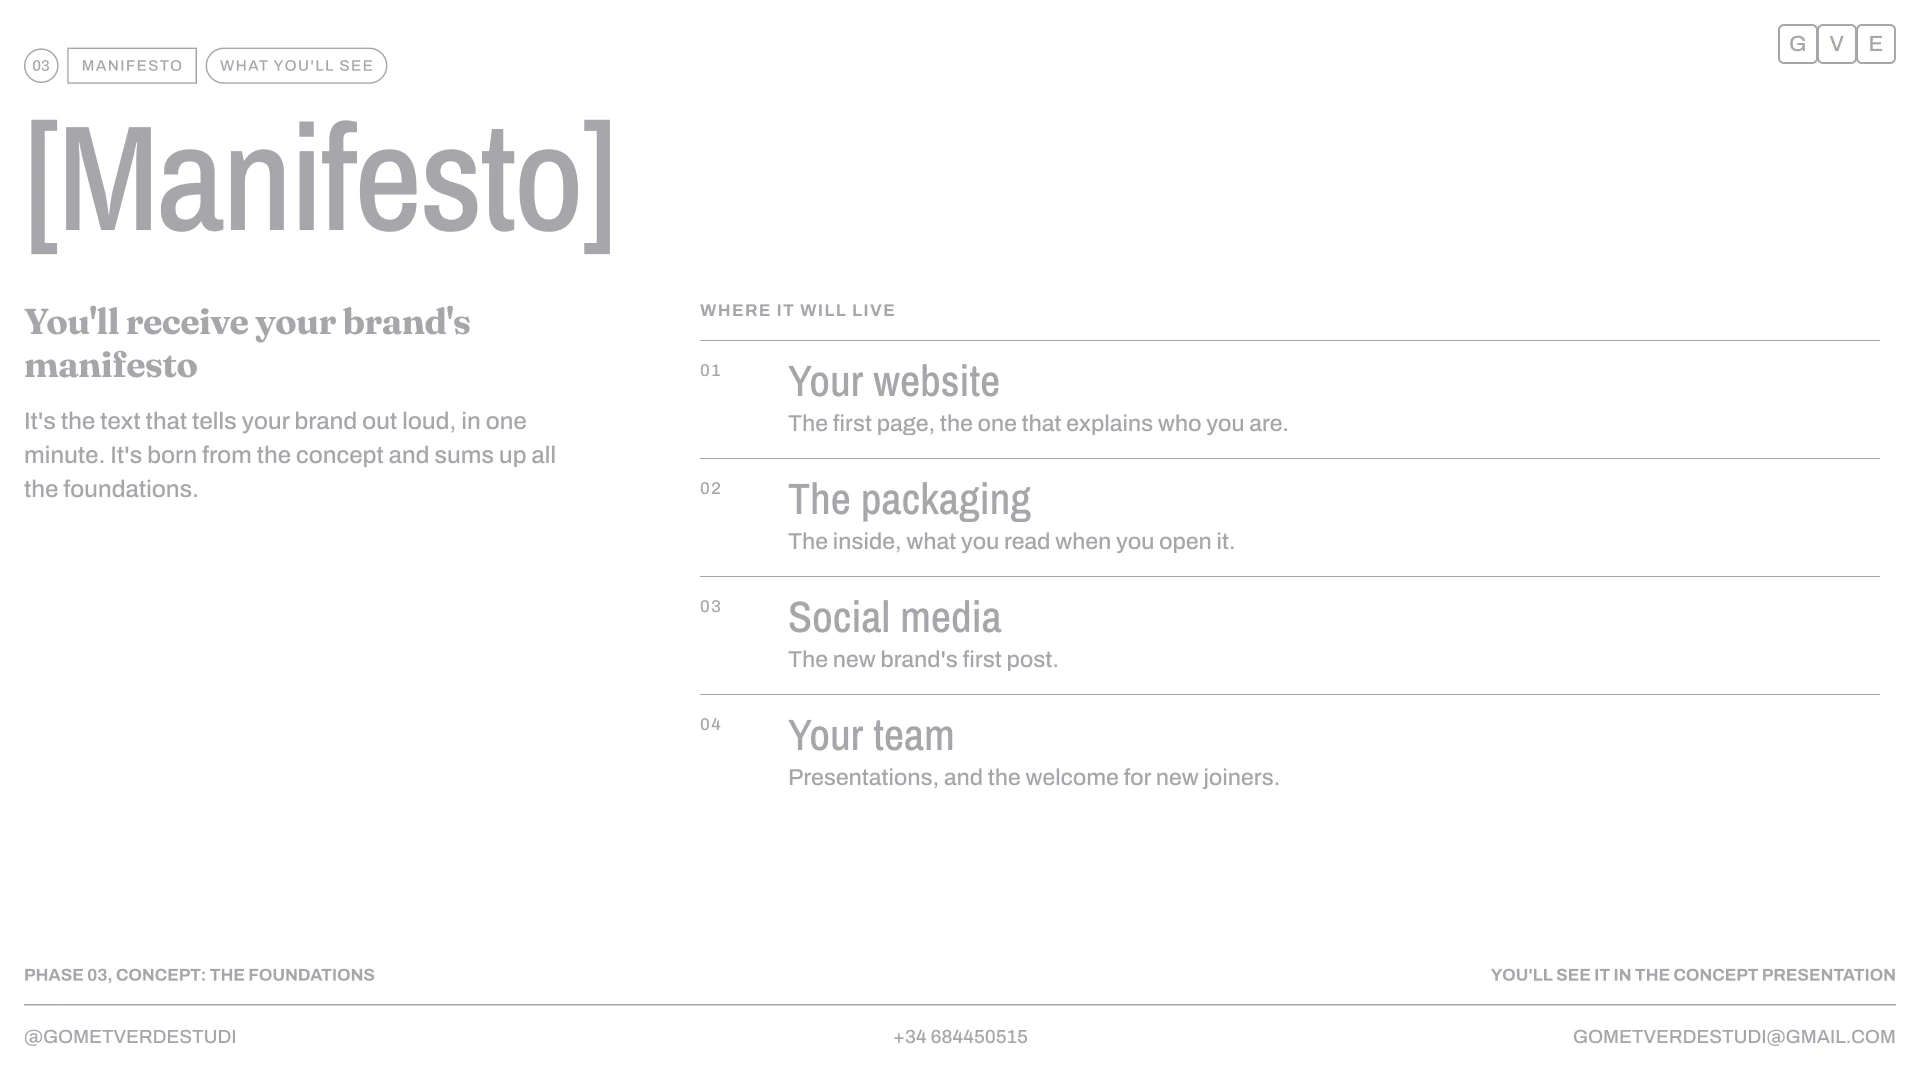 03 MANIFESTO WHAT YOU'LL SEE
G V E
[Manifesto]
You'll receive your brand's
manifesto
It's the text that tells your brand out loud, in one
minute. It's born from the concept and sums up all
the foundations.
WHERE IT WILL LIVE
01 Your website
The first page, the one that explains who you are.
02 The packaging
The inside, what you read when you open it.
03 Social media
The new brand's first post.
04 Your team
Presentations, and the welcome for new joiners.
PHASE 03, CONCEPT: THE FOUNDATIONS
YOU'LL SEE IT IN THE CONCEPT PRESENTATION
@GOMETVERDESTUDI
+34 684450515
GOMETVERDESTUDI@GMAIL.COM